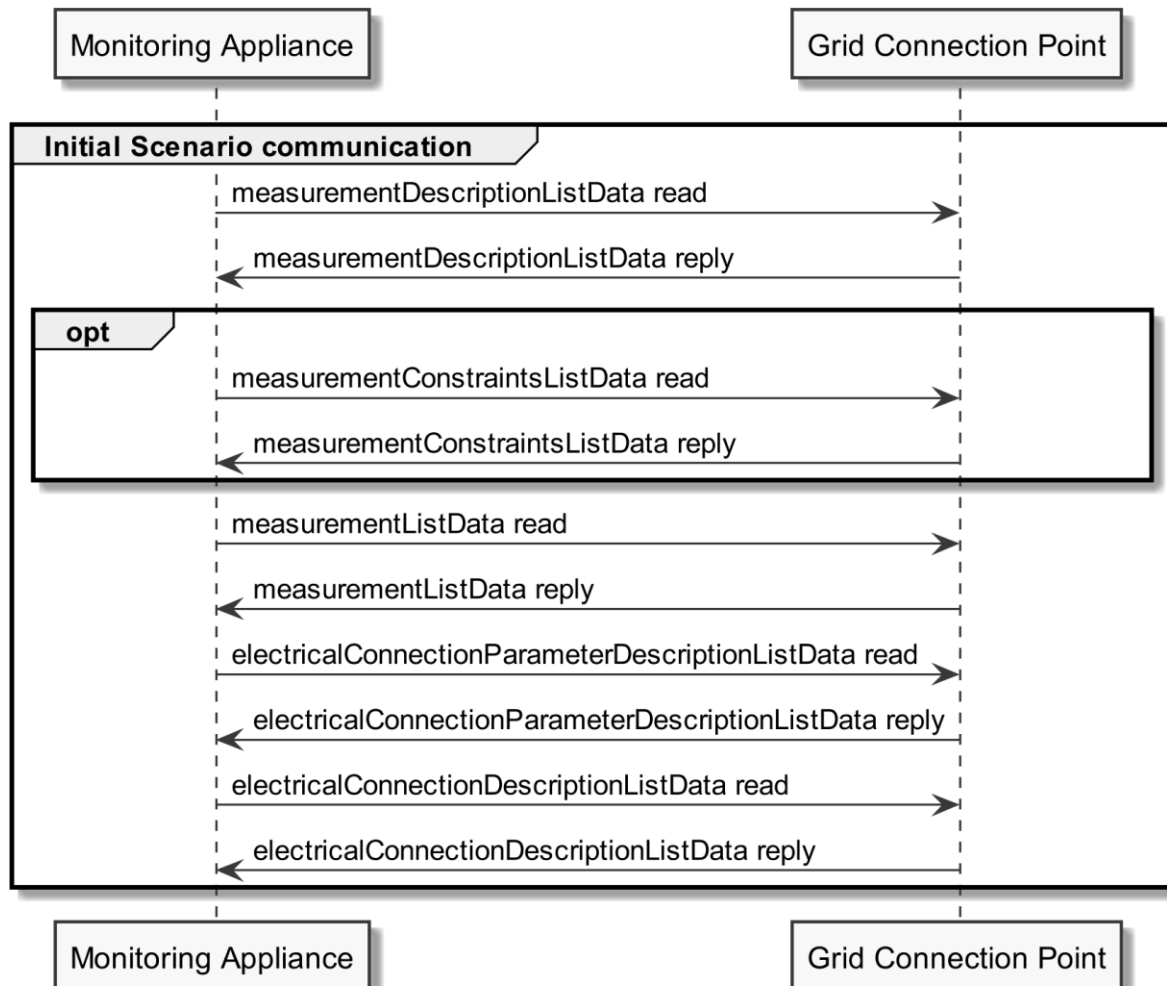 Monitoring Appliance
Grid Connection Point
Initial Scenario communication
measurementDescriptionListData read
measurementDescriptionListData reply
opt
measurementConstraintsListData read
measurementConstraintsListData reply
measurementListData read
measurementListData reply
electricalConnectionParameterDescriptionListData read
electricalConnectionParameterDescriptionListData reply
electricalConnectionDescriptionListData read
electricalConnectionDescriptionListData reply
Monitoring Appliance
Grid Connection Point